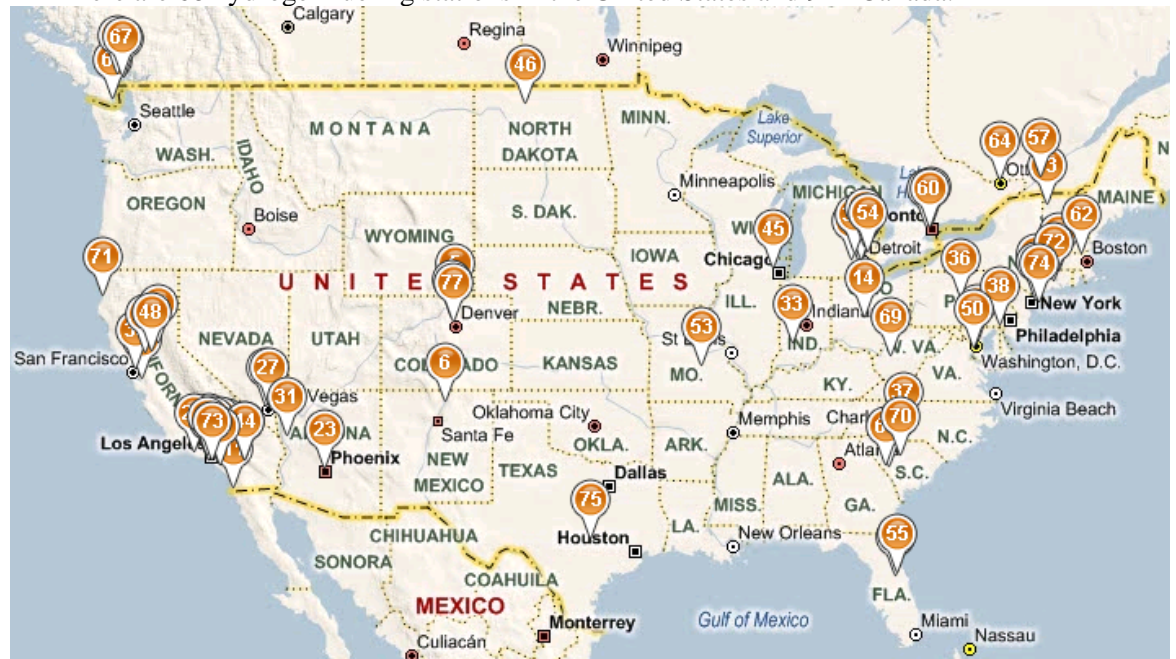 Calgary
Regina
Winnipeg
67
46
Seattle
MONTANA
NORTH
DAKOTA
MINN.
Lake
Superior
64
57
WASH.
IDAHO
Minneapolis
MICHIGAN
60
MAINE
OREGON
Boise
S. DAK.
54
62
WYOMING
45
Detroit
72
Boston
71
IOWA
Chicago
36
74
UNITED STATES
77
14
38
48
NEBR.
ILL.
33
50
New York
NEVADA
UTAH
Denver
53
IND.
69
Philadelphia
San Francisco
6
KANSAS
MO.
W. VA.
Washington, D.C.
27
KY.
VA.
31
Vegas
37
Virginia Beach
73
23
Oklahoma City
Memphis
70
Los Angeles
Santa Fe
OKLA.
ARK.
N.C.
Phoenix
NEW
MEXICO
TEXAS
Dallas
S.C.
75
MISS.
ALA.
GA.
CHIHUAHUA
Houston
LA.
New Orleans
55
SONORA
COAHUILA
FLA.
MEXICO
Gulf of Mexico
Miami
Monterrey
Nassau
Culiacán